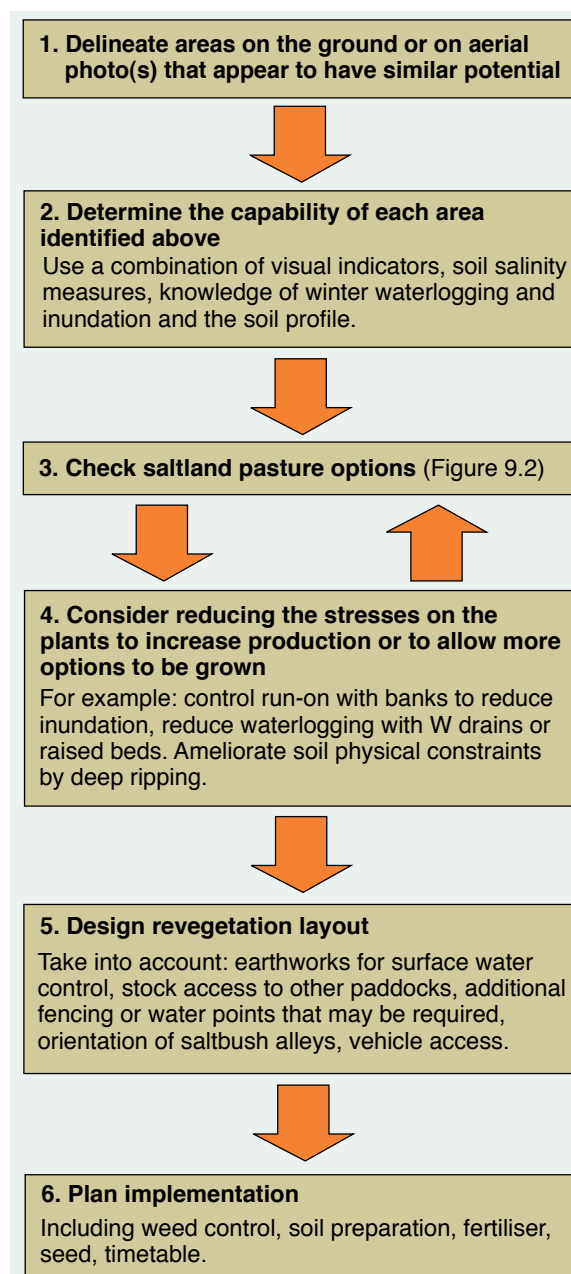 1. Delineate areas on the ground or on aerial
photo(s) that appear to have similar potential
2. Determine the capability of each area
identified above
Use a combination of visual indicators, soil salinity
measures, knowledge of winter waterlogging and
inundation and the soil profile.
3. Check saltland pasture options (Figure 9.2)
4. Consider reducing the stresses on the
plants to increase production or to allow more
options to be grown
For example: control run-on with banks to reduce
inundation, reduce waterlogging with W drains or
raised beds. Ameliorate soil physical constraints
by deep ripping.
5. Design revegetation layout
Take into account: earthworks for surface water
control, stock access to other paddocks, additional
fencing or water points that may be required,
orientation of saltbush alleys, vehicle access.
6. Plan implementation
Including weed control, soil preparation, fertiliser,
seed, timetable.